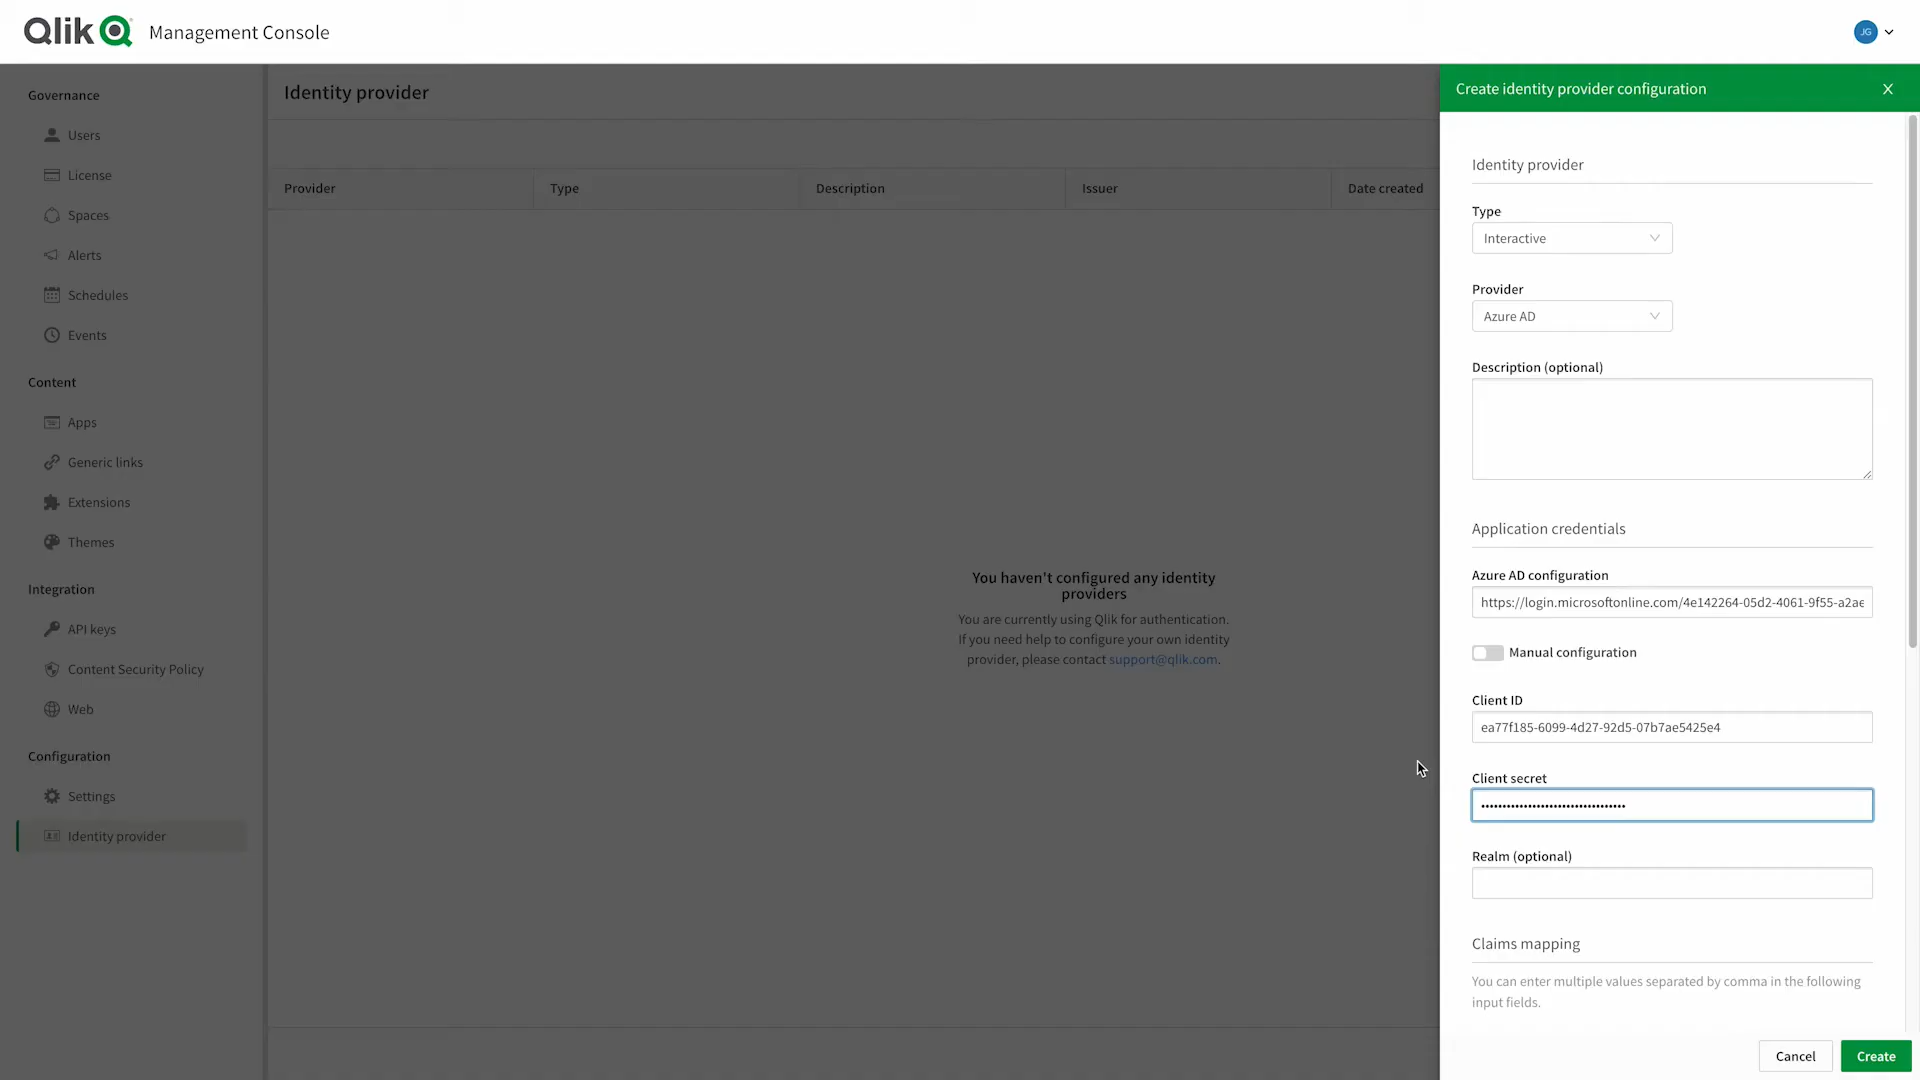 Qlik Management Console
JG
Governance
Users
License
Spaces
Alerts
Schedules
Events
Content
Apps
Generic links
Extensions
Themes
Integration
API keys
Content Security Policy
Web
Configuration
Settings
Identity provider
Identity provider
Provider Type Description Issuer Date created
You haven't configured any identity
providers
You are currently using Qlik for authentication.
If you need help to configure your own identity
provider, please contact support@qlik.com.
Create identity provider configuration
X
Identity provider
Type
Interactive
Provider
Azure AD
Description (optional)
Application credentials
Azure AD configuration
https://login.microsoftonline.com/4e142264-05d2-4061-9f55-a2ae
Manual configuration
Client ID
ea77f185-6099-4d27-92d5-07b7ae5425e4
Client secret
••••••••••••••••••••••••••••••••••
Realm (optional)
Claims mapping
You can enter multiple values separated by comma in the following
input fields.
Cancel Create